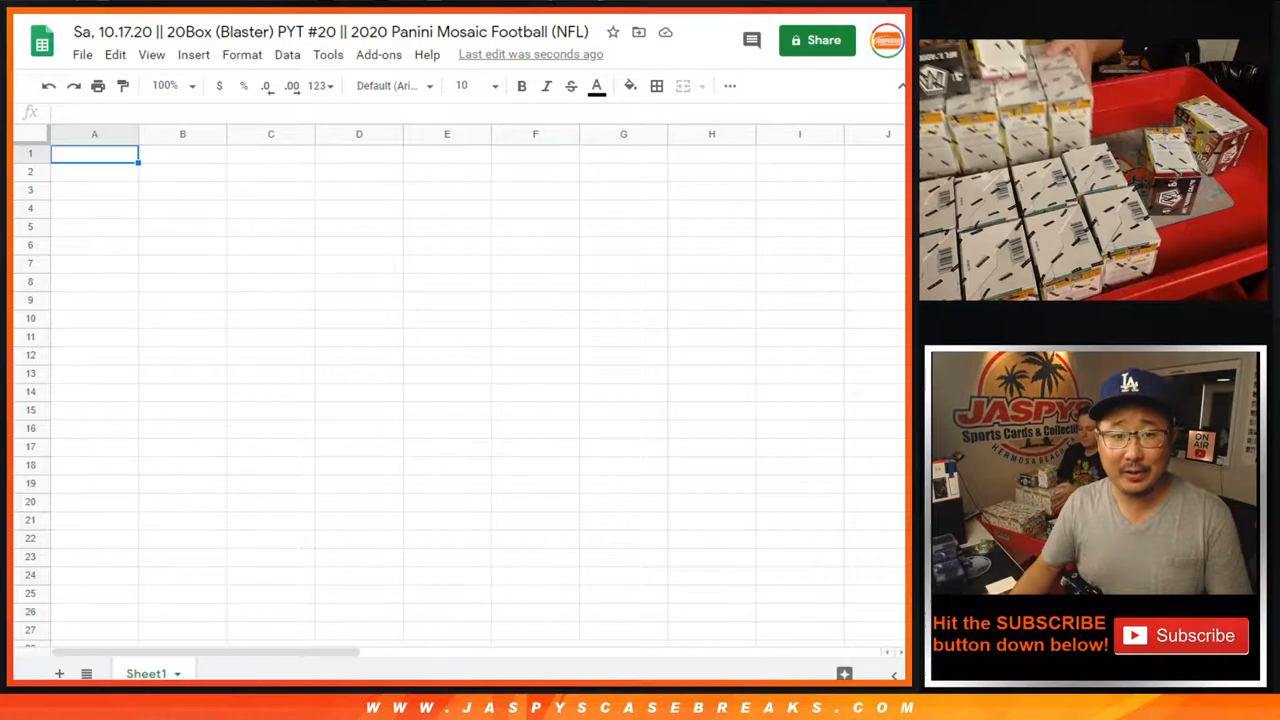 Sa, 10.17.20 || 20Box (Blaster) PYT #20 || 2020 Panini Mosaic Football (NFL)
Share
File Edit View Insert Format Data Tools Add-ons Help Last edit was seconds ago
100% $ % .0 .00 123 Default (Ari... 10 B I S A
fx
A B C D E F G H I J
1
2
3
4
5
6
7
8
9
10
11
12
13
14
15
16
17
18
19
20
21
22
23
24
25
26
27
Sheet1
JASPY'S
Sports Cards & Collectib
HERMOSA BEACH
ON
AIR
LA
Hit the SUBSCRIBE
button down below!
Subscribe
WWW.JASPYSCASEBREAKS.COM